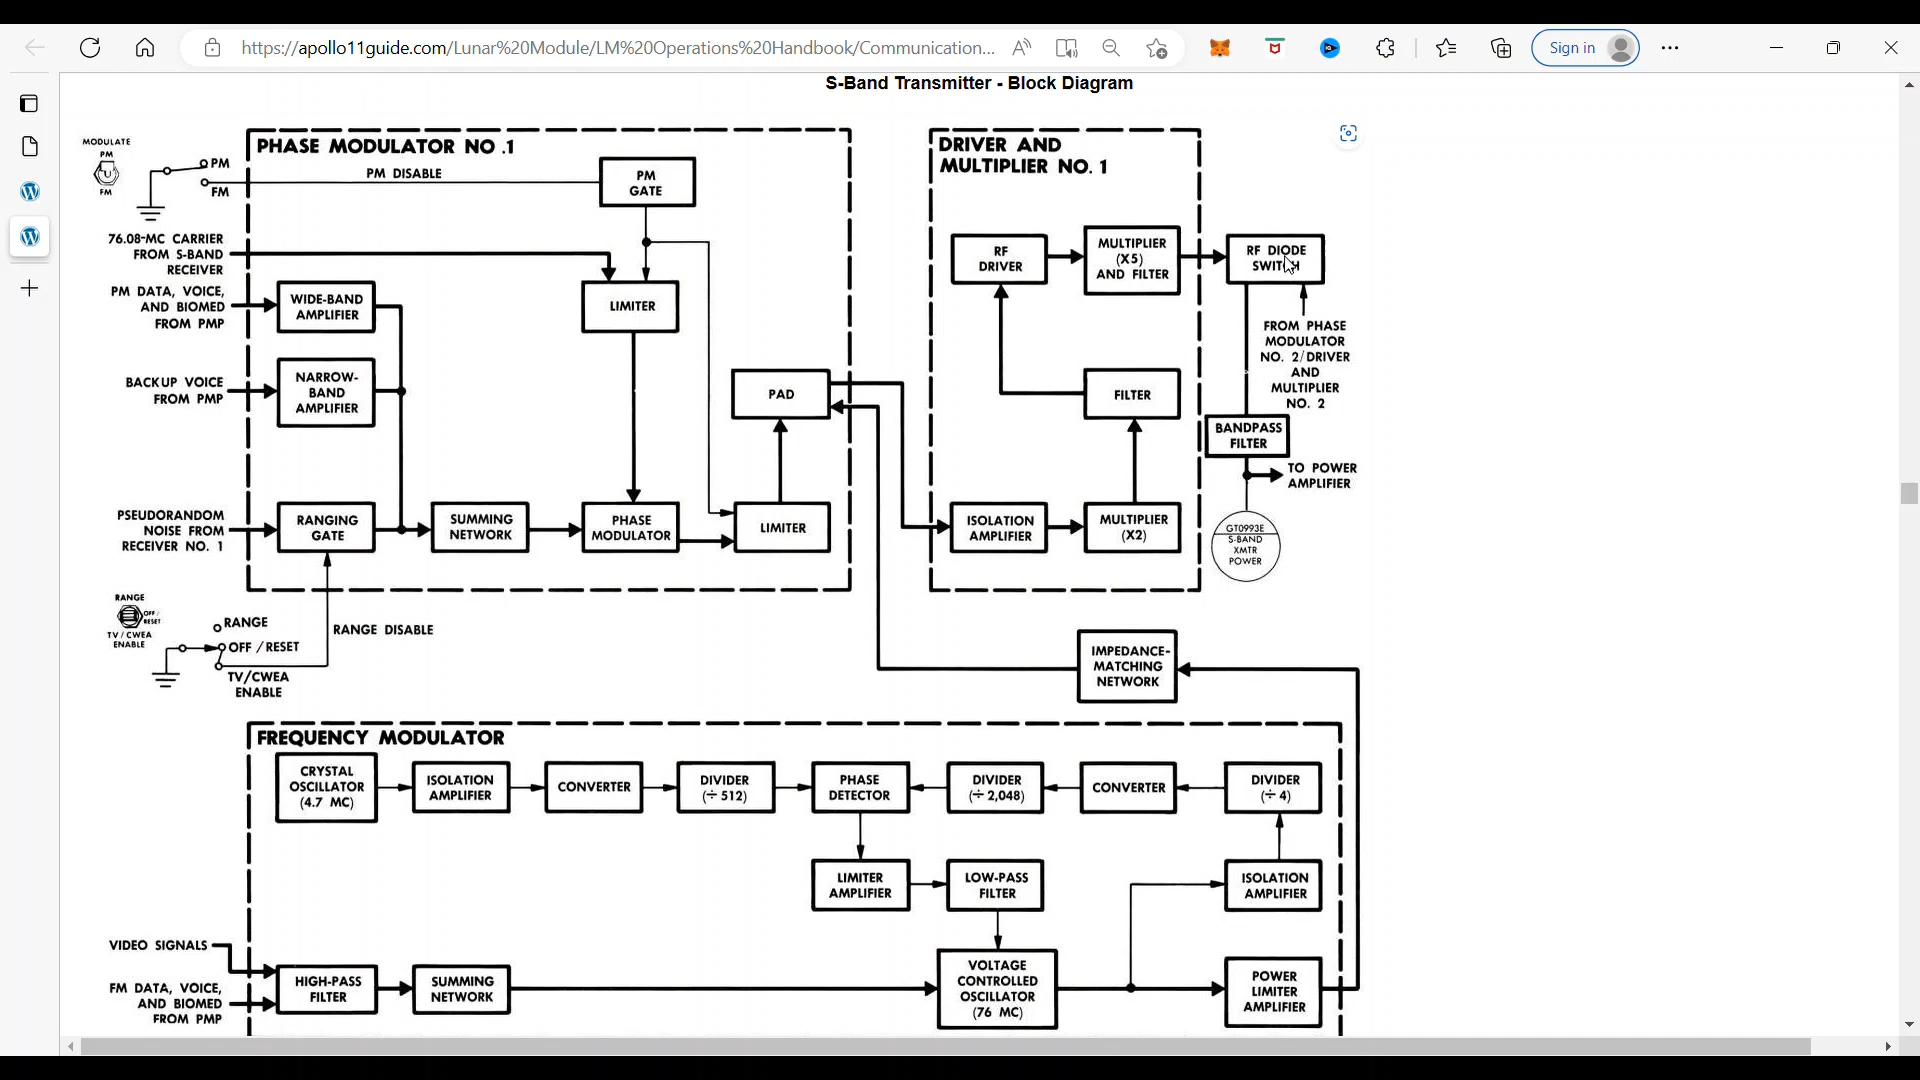 https://apollo11guide.com/Lunar%20Module/LM%20Operations%20Handbook/Communication...
Sign in
S-Band Transmitter - Block Diagram
MODULATE
PM
FM
PM
FM
PHASE MODULATOR NO .1
PM DISABLE
PM
GATE
76.08-MC CARRIER
FROM S-BAND
RECEIVER
PM DATA, VOICE,
AND BIOMED
FROM PMP
WIDE-BAND
AMPLIFIER
LIMITER
BACKUP VOICE
FROM PMP
NARROW-
BAND
AMPLIFIER
PAD
PSEUDORANDOM
NOISE FROM
RECEIVER NO. 1
RANGING
GATE
SUMMING
NETWORK
PHASE
MODULATOR
LIMITER
DRIVER AND
MULTIPLIER NO. 1
RF
DRIVER
MULTIPLIER
(X5)
AND FILTER
RF DIODE
SWITCH
FROM PHASE
MODULATOR
NO. 2/DRIVER
AND
MULTIPLIER
NO. 2
FILTER
BANDPASS
FILTER
TO POWER
AMPLIFIER
ISOLATION
AMPLIFIER
MULTIPLIER
(X2)
GT0993E
S-BAND
XMTR
POWER
RANGE
OFF/
RESET
TV/CWEA
ENABLE
RANGE
OFF/RESET
TV/CWEA
ENABLE
RANGE DISABLE
IMPEDANCE-
MATCHING
NETWORK
FREQUENCY MODULATOR
CRYSTAL
OSCILLATOR
(4.7 MC)
ISOLATION
AMPLIFIER
CONVERTER
DIVIDER
(÷ 512)
PHASE
DETECTOR
DIVIDER
(÷ 2,048)
CONVERTER
DIVIDER
(÷ 4)
LIMITER
AMPLIFIER
LOW-PASS
FILTER
ISOLATION
AMPLIFIER
VIDEO SIGNALS
FM DATA, VOICE,
AND BIOMED
FROM PMP
HIGH-PASS
FILTER
SUMMING
NETWORK
VOLTAGE
CONTROLLED
OSCILLATOR
(76 MC)
POWER
LIMITER
AMPLIFIER